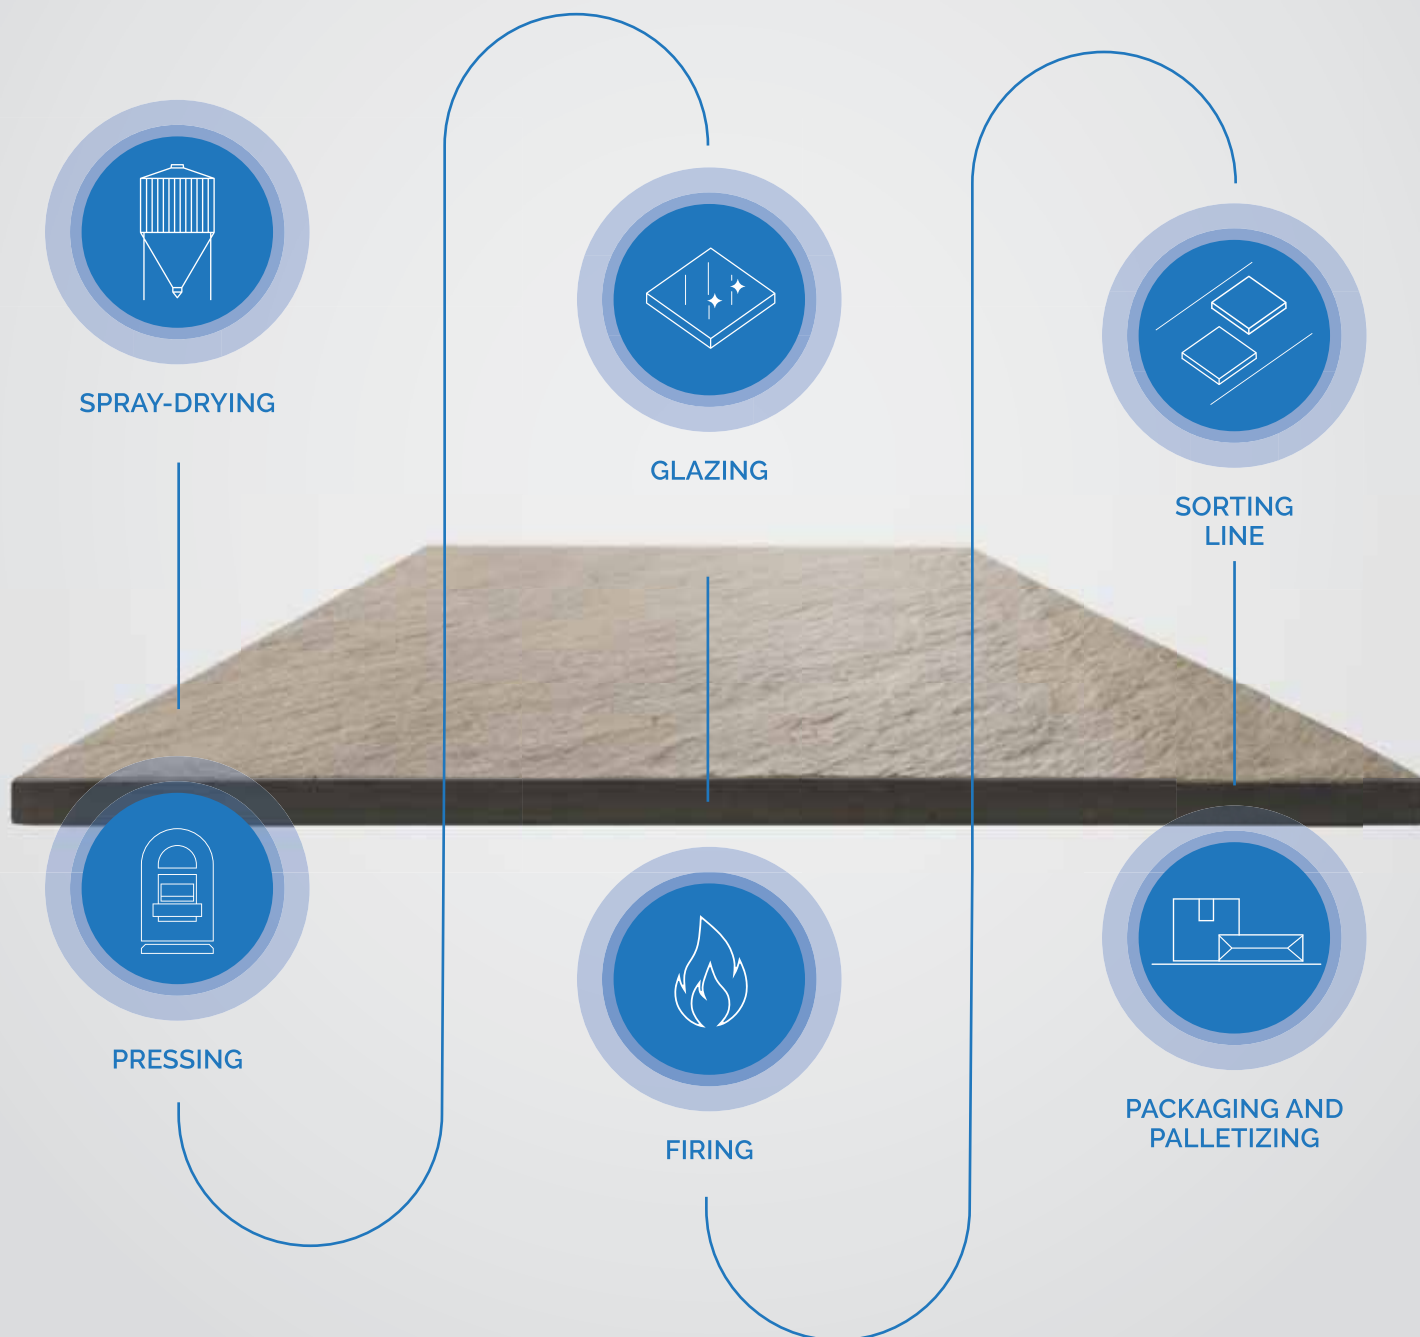 SPRAY-DRYING
PRESSING
GLAZING
FIRING
SORTING
LINE
PACKAGING AND
PALLETIZING